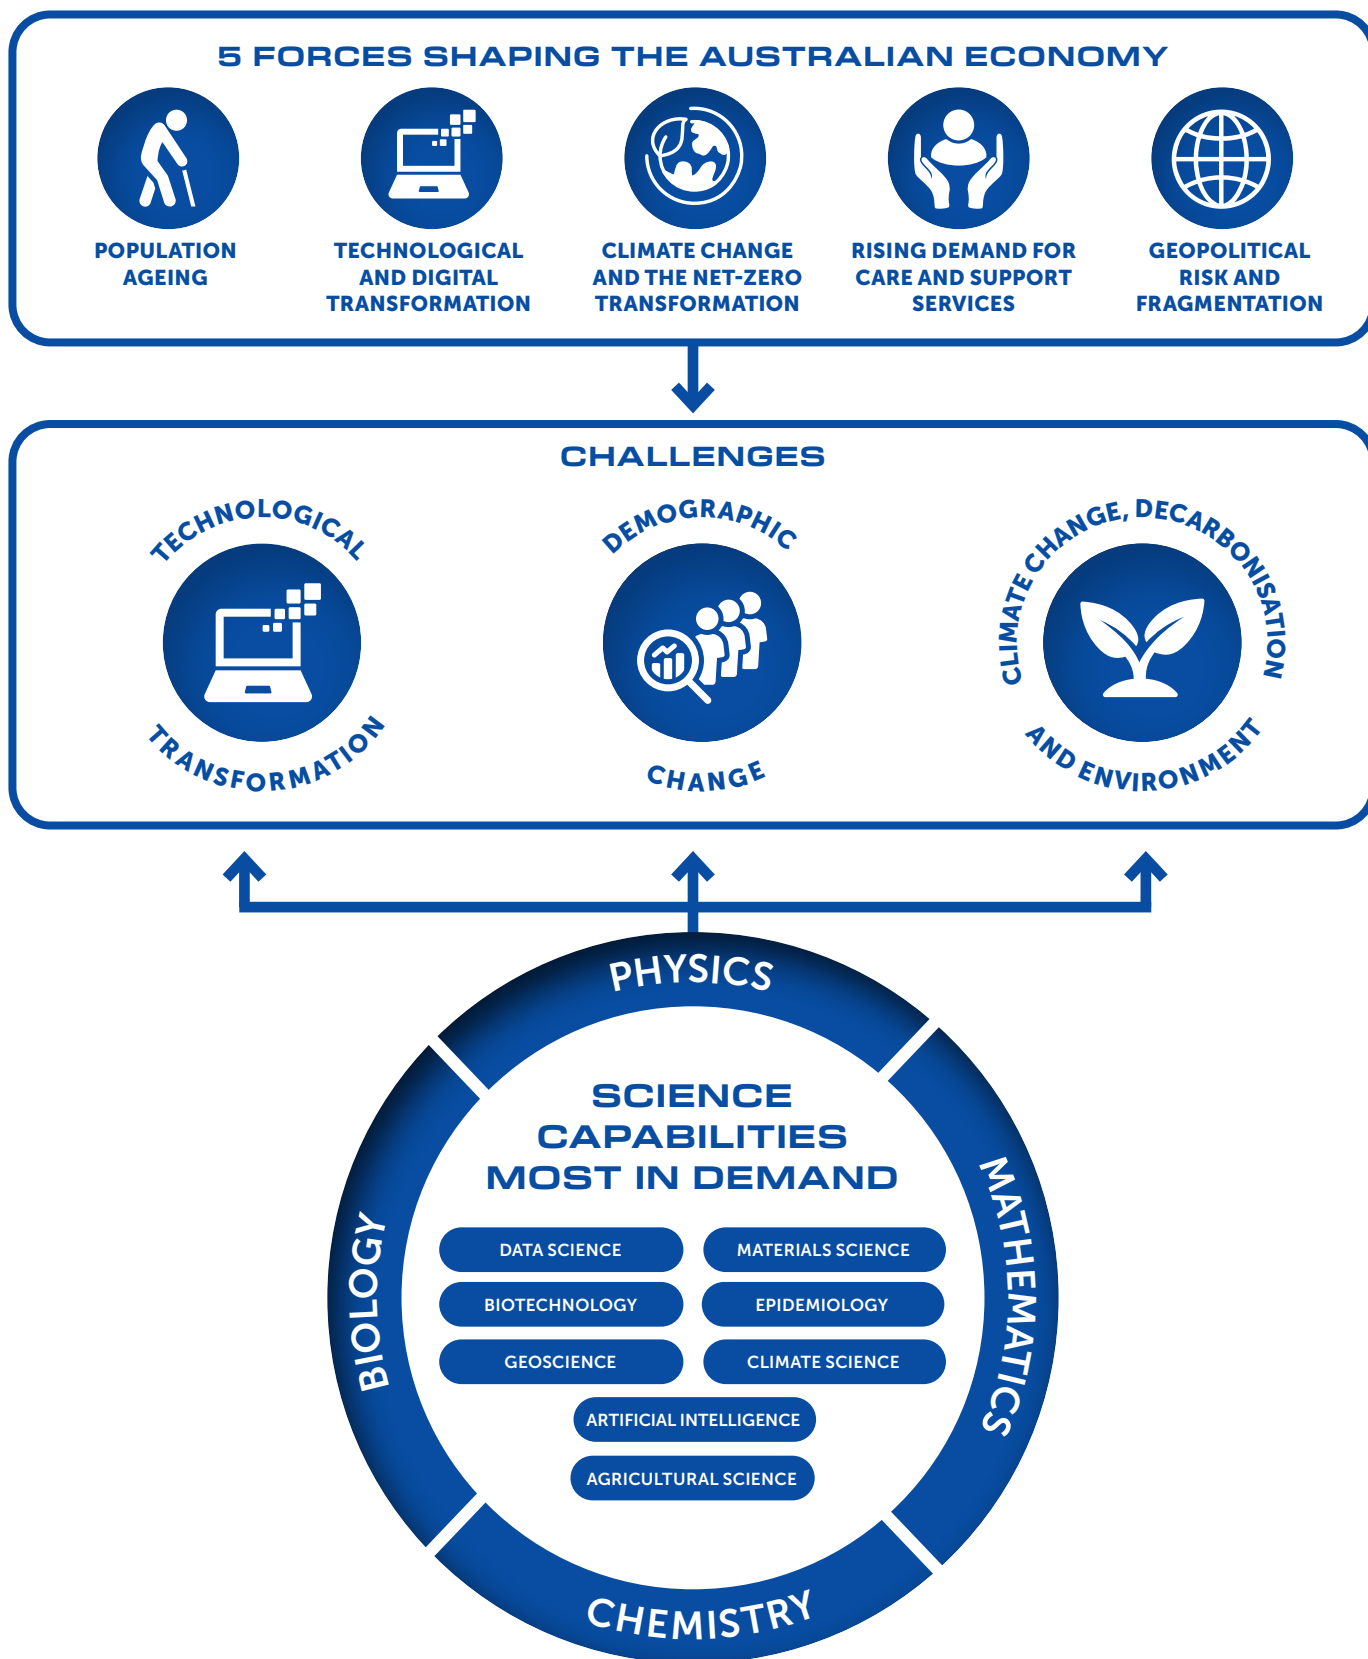 5 FORCES SHAPING THE AUSTRALIAN ECONOMY
POPULATION
AGEING
TECHNOLOGICAL
AND DIGITAL
TRANSFORMATION
CLIMATE CHANGE
AND THE NET-ZERO
TRANSFORMATION
RISING DEMAND FOR
CARE AND SUPPORT
SERVICES
GEOPOLITICAL
RISK AND
FRAGMENTATION
CHALLENGES
TECHNOLOGICAL
TRANSFORMATION
DEMOGRAPHIC
CHANGE
CLIMATE CHANGE, DECARBONISATION
AND ENVIRONMENT
PHYSICS
BIOLOGY
MATHEMATICS
SCIENCE
CAPABILITIES
MOST IN DEMAND
DATA SCIENCE
MATERIALS SCIENCE
BIOTECHNOLOGY
EPIDEMIOLOGY
GEOSCIENCE
CLIMATE SCIENCE
ARTIFICIAL INTELLIGENCE
AGRICULTURAL SCIENCE
CHEMISTRY